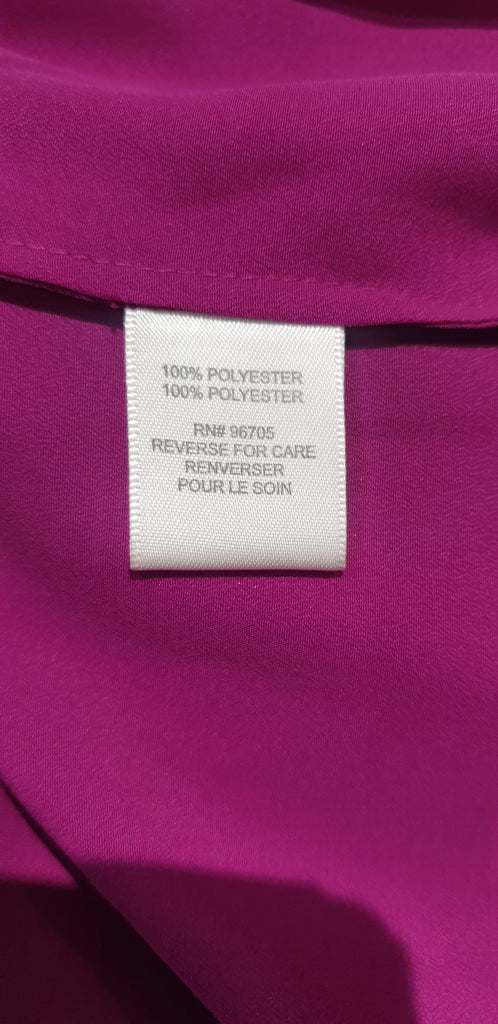 100% POLYESTER
100% POLYESTER
RN# 96705
REVERSE FOR CARE
RENVERSER
POUR LE SOIN